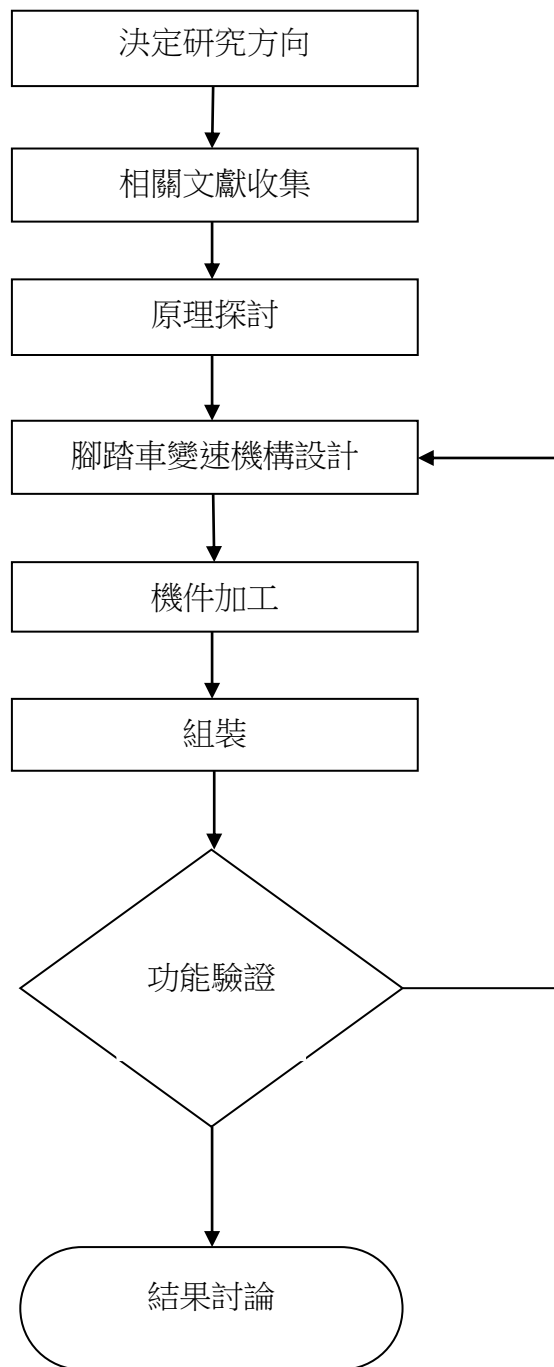 決定研究方向
相關文獻收集
原理探討
腳踏車變速機構設計
機件加工
組裝
功能驗證
結果討論